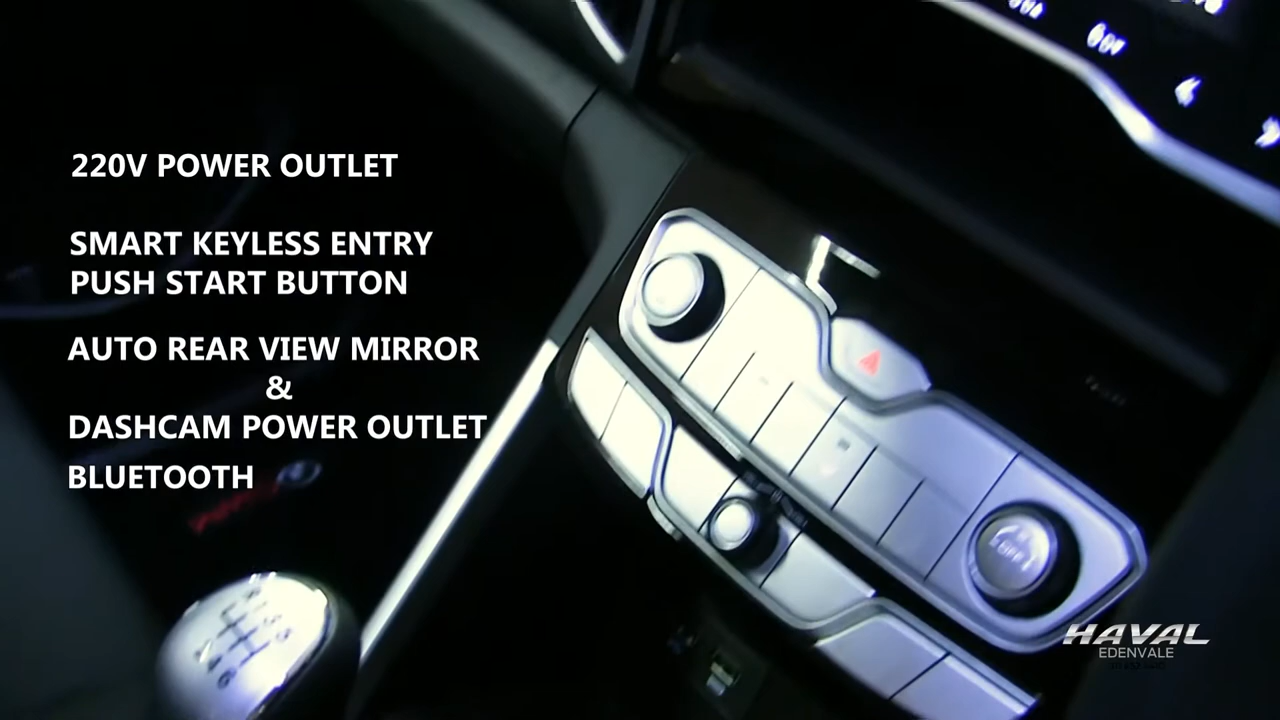 220V POWER OUTLET
SMART KEYLESS ENTRY
PUSH START BUTTON
AUTO REAR VIEW MIRROR
&
DASHCAM POWER OUTLET
BLUETOOTH
HAVAL
EDENVALE